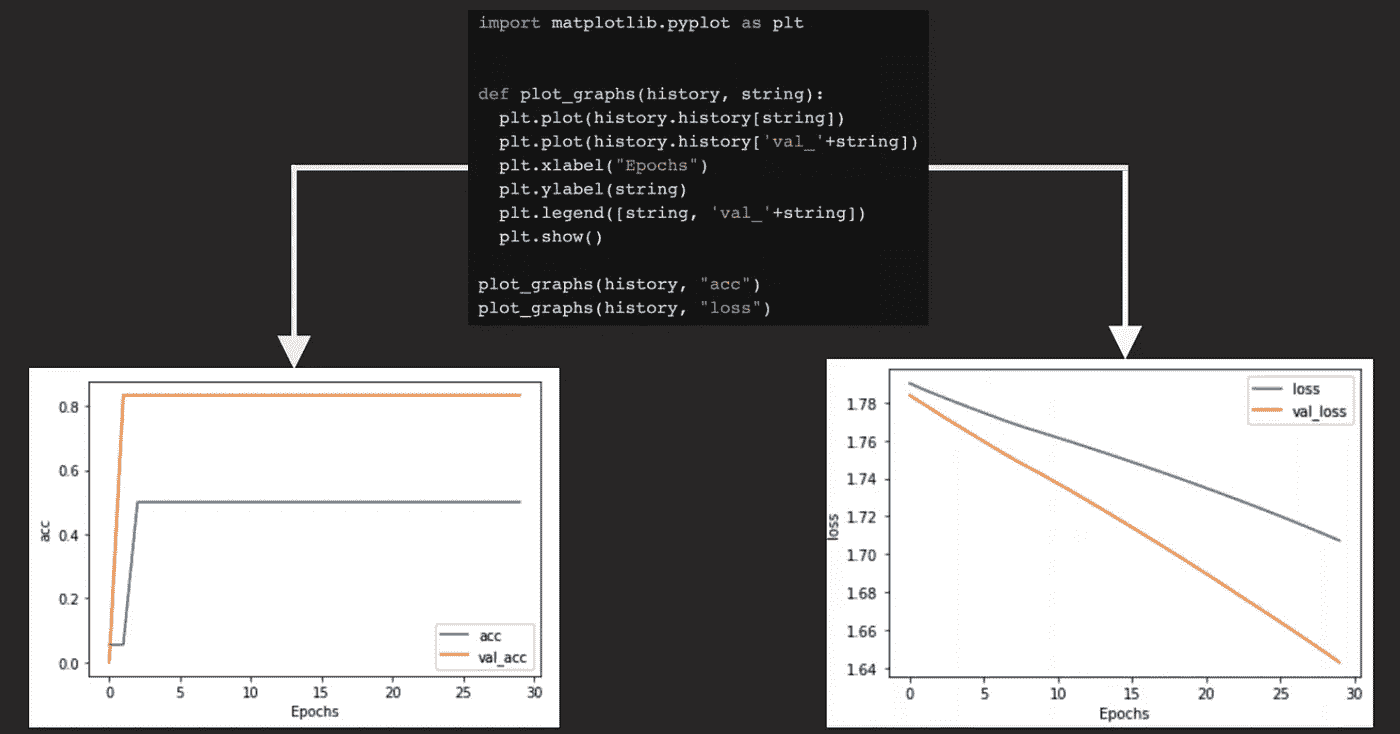 import matplotlib.pyplot as plt
def plot_graphs(history, string):
plt.plot(history.history[string])
plt.plot(history.history['val_'+string])
plt.xlabel("Epochs")
plt.ylabel(string)
plt.legend([string, 'val_'+string])
plt.show()
plot_graphs(history, "acc")
plot_graphs(history, "loss")
0.8
0.6
0.4
0.2
0.0
acc
acc
val_acc
0 5 10 15 20 25 30
Epochs
1.78
1.76
1.74
1.72
1.70
1.68
1.66
1.64
loss
loss
val_loss
0 5 10 15 20 25 30
Epochs